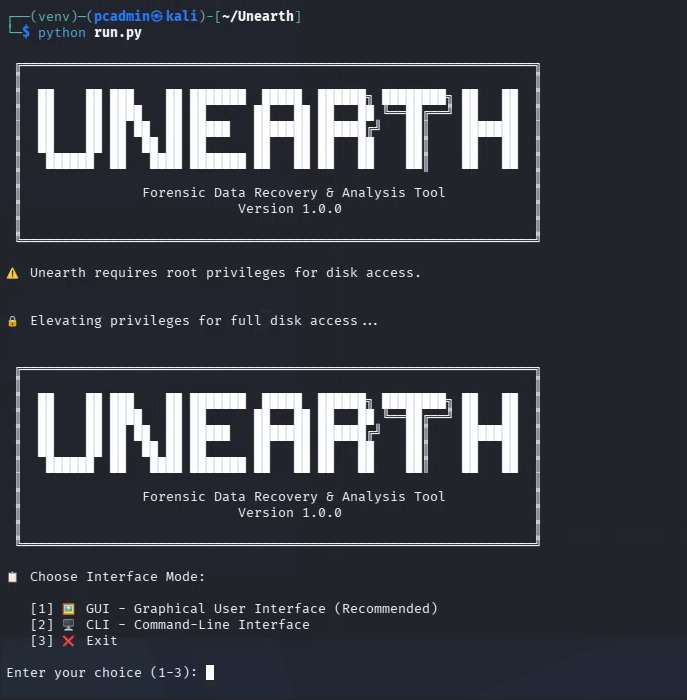 (venv)-(pcadmin㉿kali)-[~/Unearth]
$ python run.py
UNEARTH
Forensic Data Recovery & Analysis Tool
Version 1.0.0
⚠️ Unearth requires root privileges for disk access.
🔒 Elevating privileges for full disk access...
UNEARTH
Forensic Data Recovery & Analysis Tool
Version 1.0.0
📋 Choose Interface Mode:
[1] 🖼️ GUI - Graphical User Interface (Recommended)
[2] 🖥️ CLI - Command-Line Interface
[3] ❌ Exit
Enter your choice (1-3):